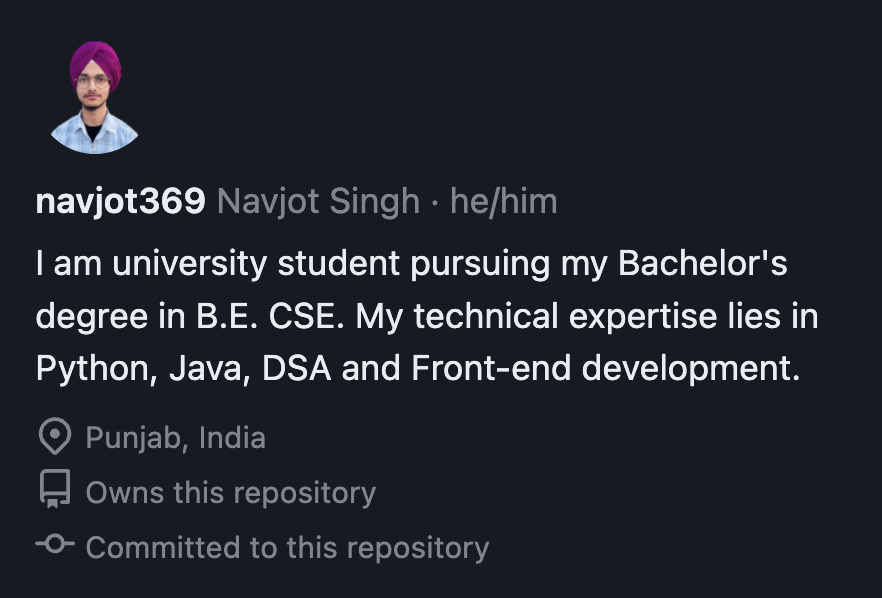 navjot369 Navjot Singh · he/him
I am university student pursuing my Bachelor's
degree in B.E. CSE. My technical expertise lies in
Python, Java, DSA and Front-end development.
Punjab, India
Owns this repository
Committed to this repository